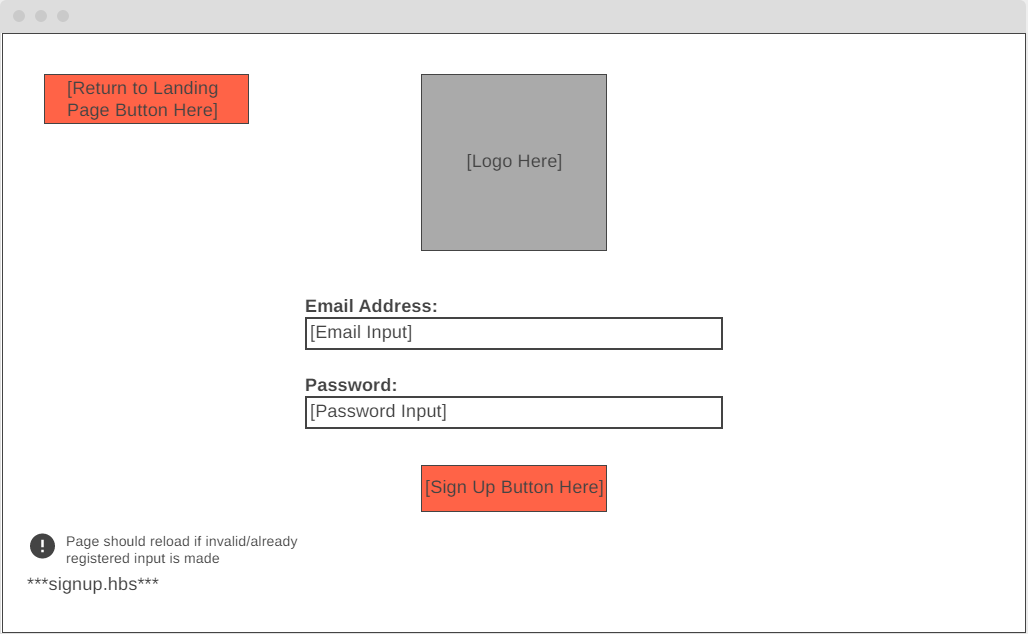 [Return to Landing
Page Button Here]
[Logo Here]
Email Address:
[Email Input]
Password:
[Password Input]
[Sign Up Button Here]
Page should reload if invalid/already
registered input is made
***signup.hbs***